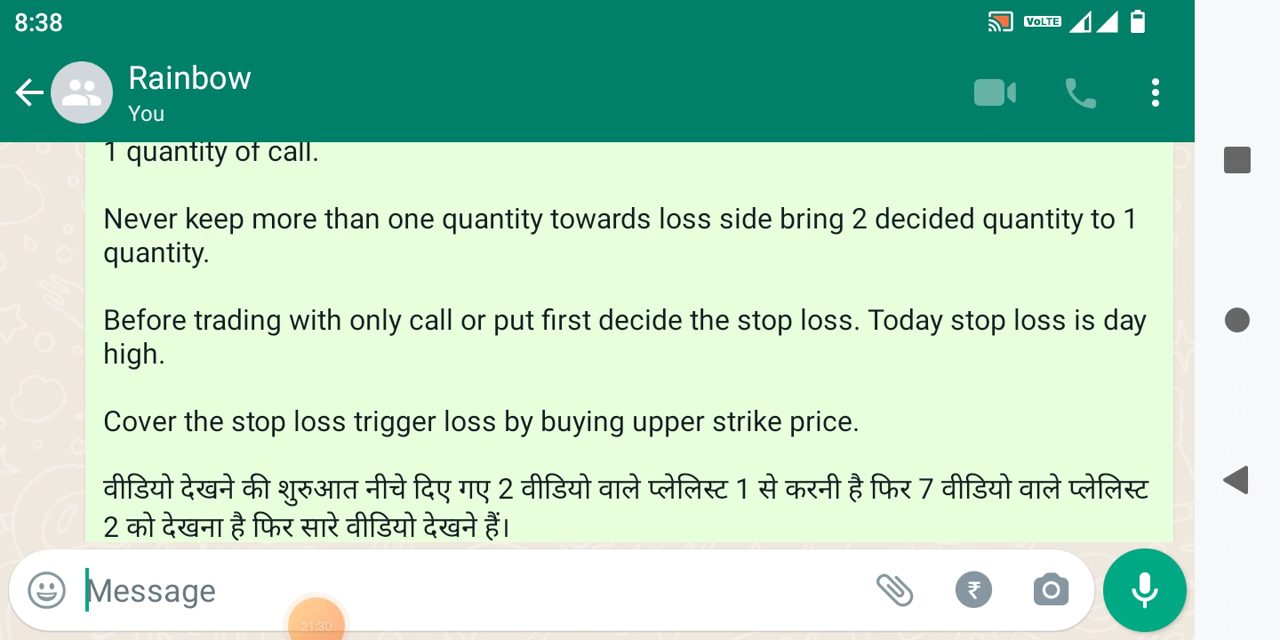 8:38
VoLTE
Rainbow
You
1 quantity of call.
Never keep more than one quantity towards loss side bring 2 decided quantity to 1
quantity.
Before trading with only call or put first decide the stop loss. Today stop loss is day
high.
Cover the stop loss trigger loss by buying upper strike price.
वीडियो देखने की शुरुआत नीचे दिए गए 2 वीडियो वाले प्लेलिस्ट 1 से करनी है फिर 7 वीडियो वाले प्लेलिस्ट
2 को देखना है फिर सारे वीडियो देखने हैं।
Message
₹
21:30